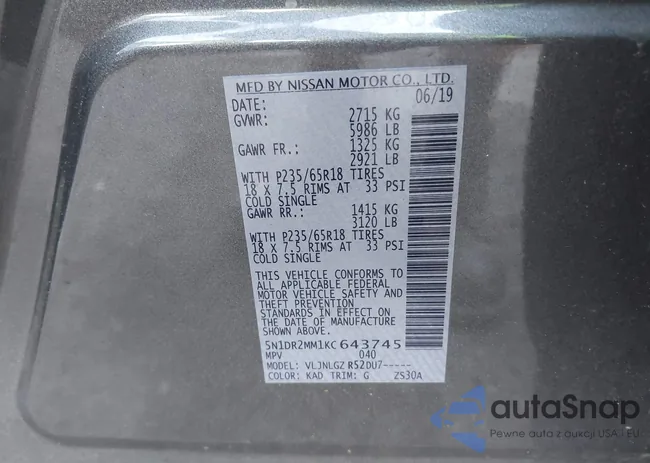 MFD BY NISSAN MOTOR CO., LTD.
DATE: 06/19
GVWR: 2715 KG
5986 LB
GAWR FR.: 1325 KG
2921 LB
WITH P235/65R18 TIRES
18 X 7.5 RIMS AT 33 PSI
COLD SINGLE
GAWR RR.: 1415 KG
3120 LB
WITH P235/65R18 TIRES
18 X 7.5 RIMS AT 33 PSI
COLD SINGLE
THIS VEHICLE CONFORMS TO
ALL APPLICABLE FEDERAL
MOTOR VEHICLE SAFETY AND
THEFT PREVENTION
STANDARDS IN EFFECT ON
THE DATE OF MANUFACTURE
SHOWN ABOVE.
5N1DR2MM1KC643745
MPV 040
MODEL: VLJNLGZ R52DU7-----
COLOR: KAD TRIM: G ZS30A
autaSnap
Pewne auta z aukcji USA i EU